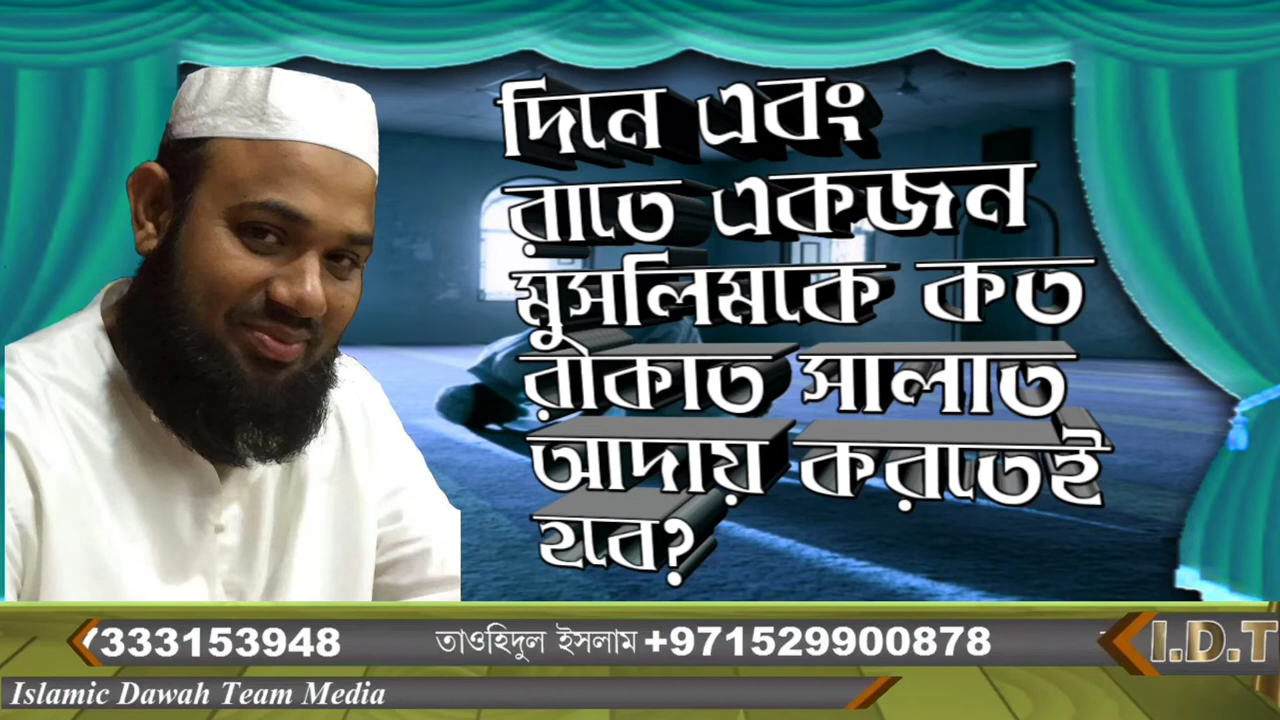 দিনে এবং
রাতে একজন
মুসলিমকে কত
রাকাত সালাত
আদায় করতেই
হবে?
333153948 তাওহিদুল ইসলাম +971529900878
I.D.T
Islamic Dawah Team Media